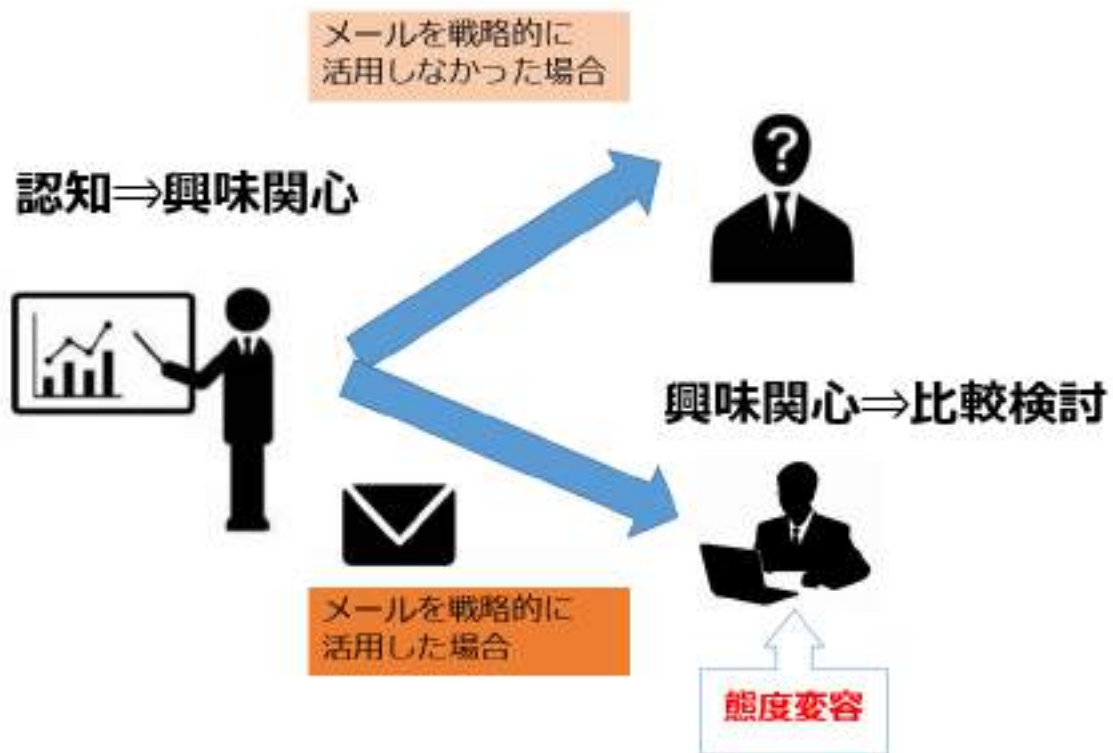 メールを戦略的に
活用しなかった場合
?
認知⇒興味関心
興味関心⇒比較検討
メールを戦略的に
活用した場合
態度変容